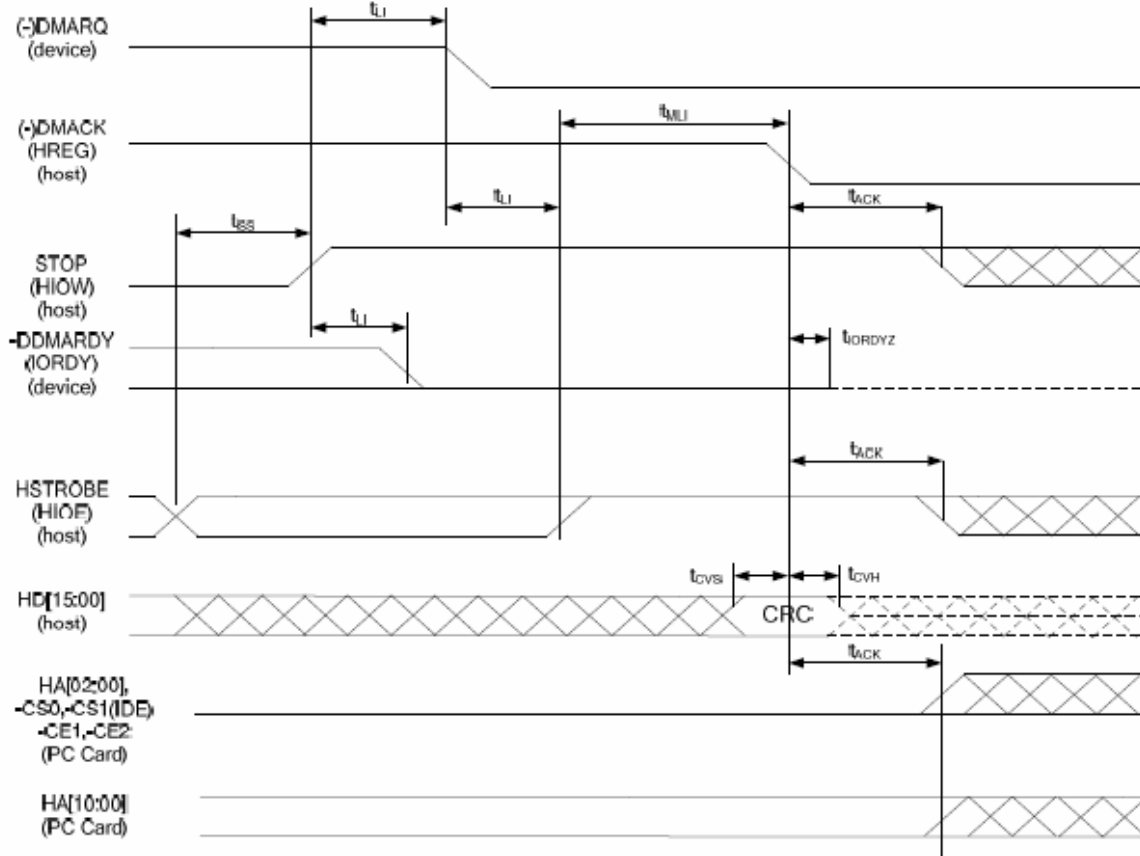 tLI
(-)DMARQ
(device)
tMLI
(-)DMACK
(HREG)
(host)
tLI
tACK
tSS
STOP
(HIOW)
(host)
tLI
-DDMARDY
(IORDY)
(device)
tIORDYZ
tACK
HSTROBE
(HIOE)
(host)
tCVS
tCVH
HD[15:00]
(host)
CRC
tACK
HA[02:00],
-CS0,-CS1(IDE)
-CE1,-CE2
(PC Card)
HA[10:00]
(PC Card)